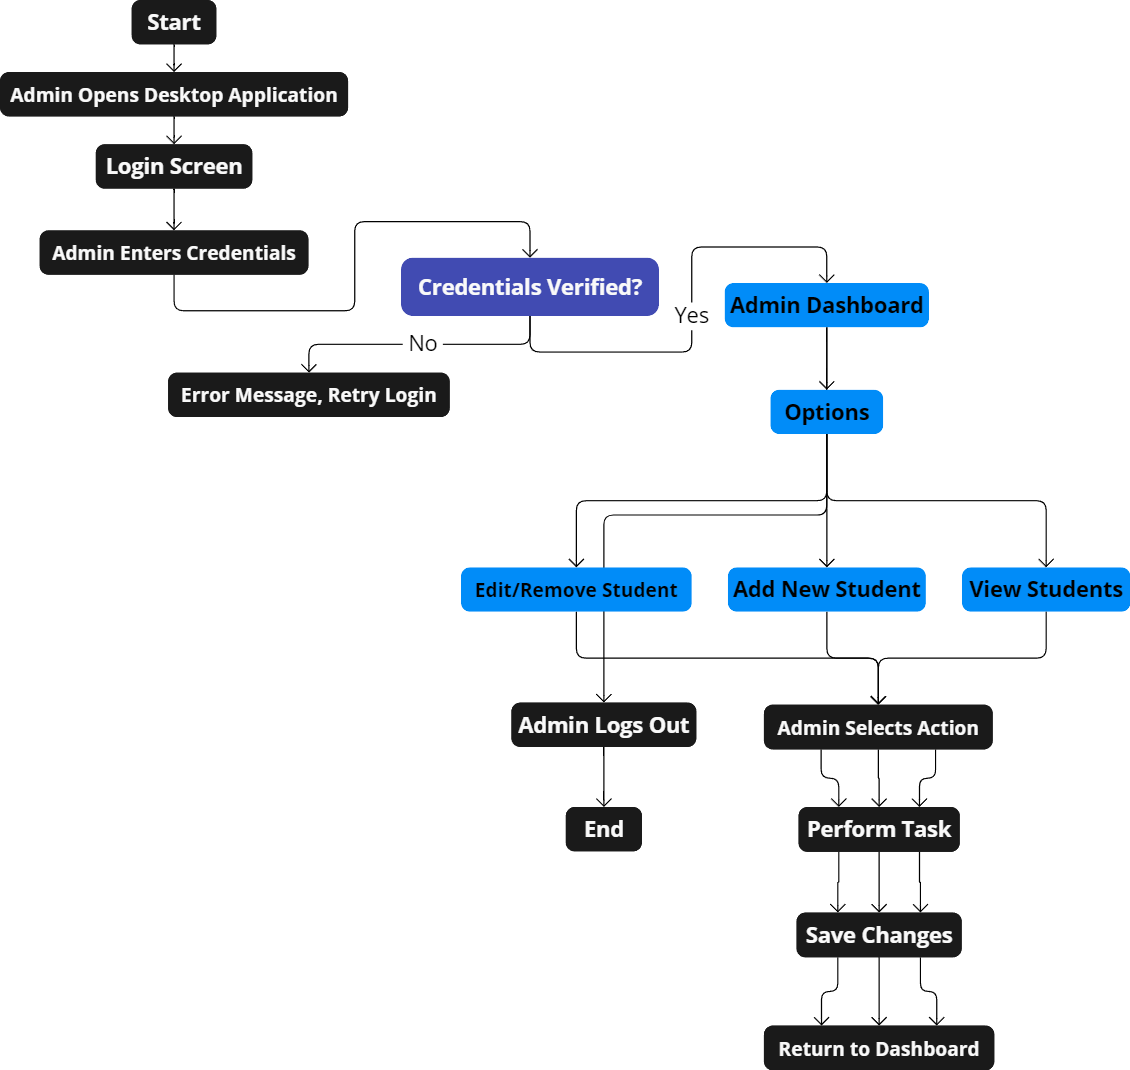 Start
Admin Opens Desktop Application
Login Screen
Admin Enters Credentials
Credentials Verified?
Yes
Admin Dashboard
No
Error Message, Retry Login
Options
Edit/Remove Student
Add New Student
View Students
Admin Logs Out
Admin Selects Action
End
Perform Task
Save Changes
Return to Dashboard